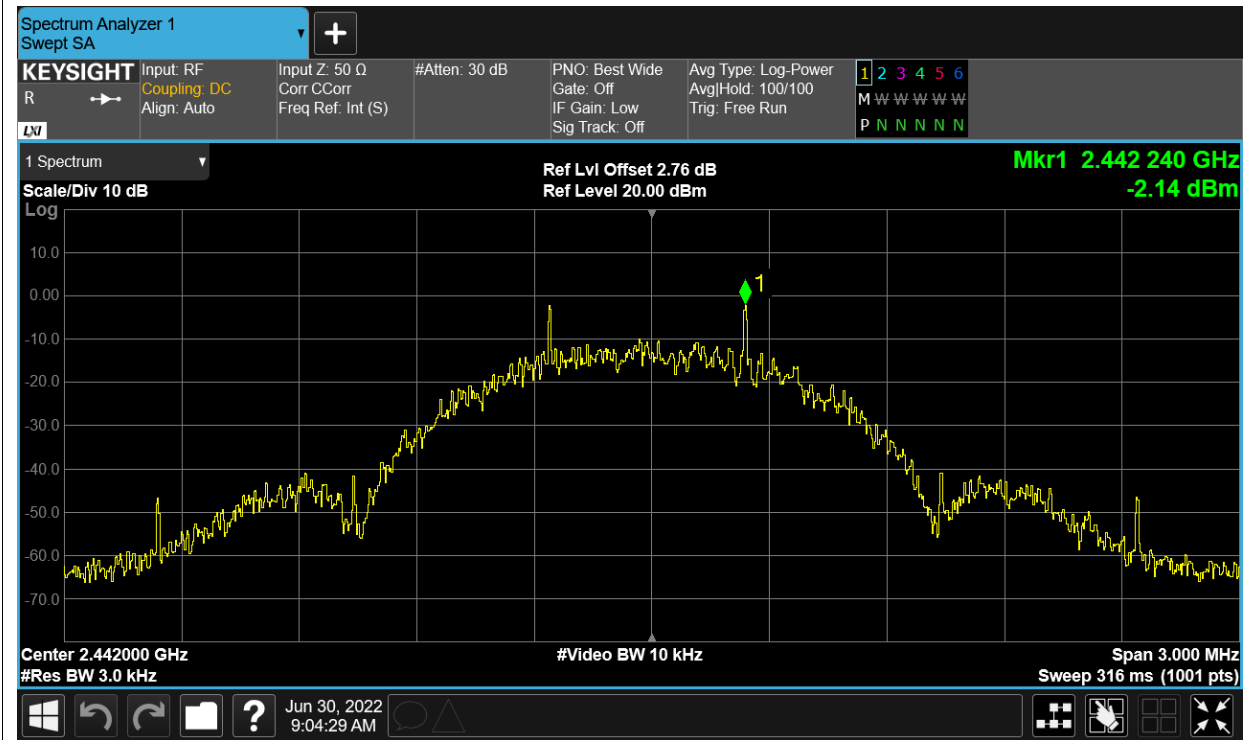 Spectrum Analyzer 1
Swept SA
KEYSIGHT
R
LXI
Input: RF
Coupling: DC
Align: Auto
Input Z: 50 Ω
Corr CCorr
Freq Ref: Int (S)
#Atten: 30 dB
PNO: Best Wide
Gate: Off
IF Gain: Low
Sig Track: Off
Avg Type: Log-Power
Avg|Hold: 100/100
Trig: Free Run
1 2 3 4 5 6
M W W W W W
P N N N N N
1 Spectrum
Scale/Div 10 dB
Ref Lvl Offset 2.76 dB
Ref Level 20.00 dBm
Mkr1 2.442 240 GHz
-2.14 dBm
Log
10.0
0.00
-10.0
-20.0
-30.0
-40.0
-50.0
-60.0
-70.0
1
Center 2.442000 GHz
#Video BW 10 kHz
Span 3.000 MHz
#Res BW 3.0 kHz
Sweep 316 ms (1001 pts)
?
Jun 30, 2022
9:04:29 AM